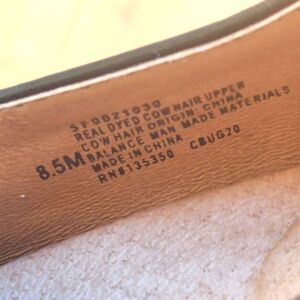 SF0021030
REAL DYED COW HAIR UPPER
COW HAIR ORIGIN: CHINA
BALANCE MAN MADE MATERIALS
8.5M MADE IN CHINA CBUG20
RN#135350